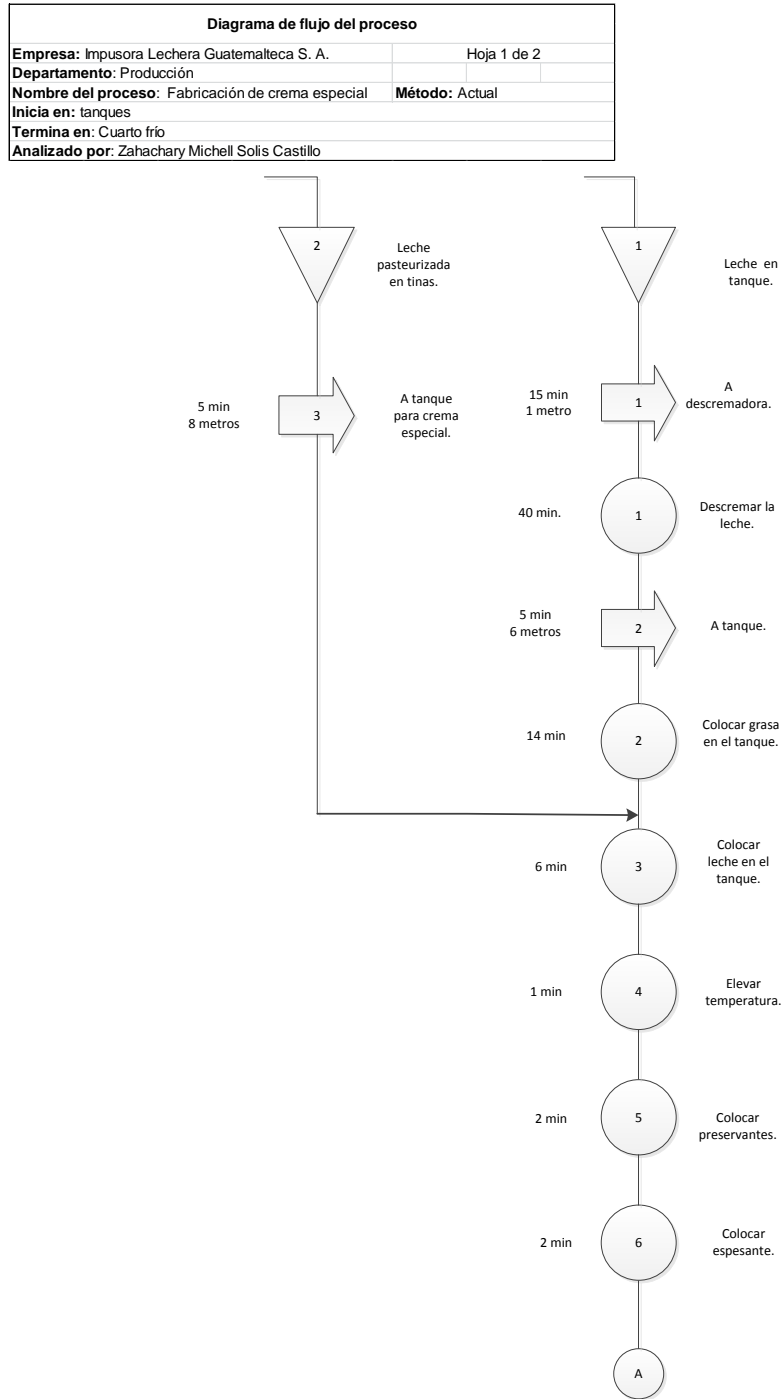 Diagrama de flujo del proceso
Empresa: Impusora Lechera Guatemalteca S. A. Hoja 1 de 2
Departamento: Producción
Nombre del proceso: Fabricación de crema especial Método: Actual
Inicia en: tanques
Termina en: Cuarto frío
Analizado por: Zahachary Michell Solis Castillo
2
Leche
pasteurizada
en tinas.
5 min
8 metros
3
A tanque
para crema
especial.
1
Leche en
tanque.
15 min
1 metro
1
A
descremadora.
40 min.
1
Descremar la
leche.
5 min
6 metros
2
A tanque.
14 min
2
Colocar grasa
en el tanque.
6 min
3
Colocar
leche en el
tanque.
1 min
4
Elevar
temperatura.
2 min
5
Colocar
preservantes.
2 min
6
Colocar
espesante.
A